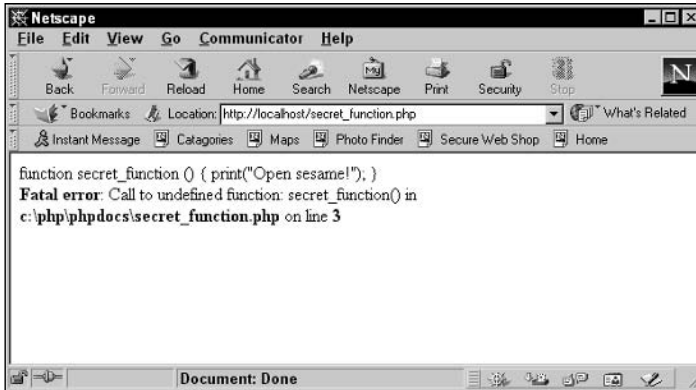 Netscape
File Edit View Go Communicator Help
My
N
Back Forward Reload Home Search Netscape Print Security Stop
Bookmarks Location: http://localhost/secret_function.php What's Related
Instant Message Catagories Maps Photo Finder Secure Web Shop Home
function secret_function () { print("Open sesame!"); }
Fatal error: Call to undefined function: secret_function() in
c:\php\phpdocs\secret_function.php on line 3
Document: Done